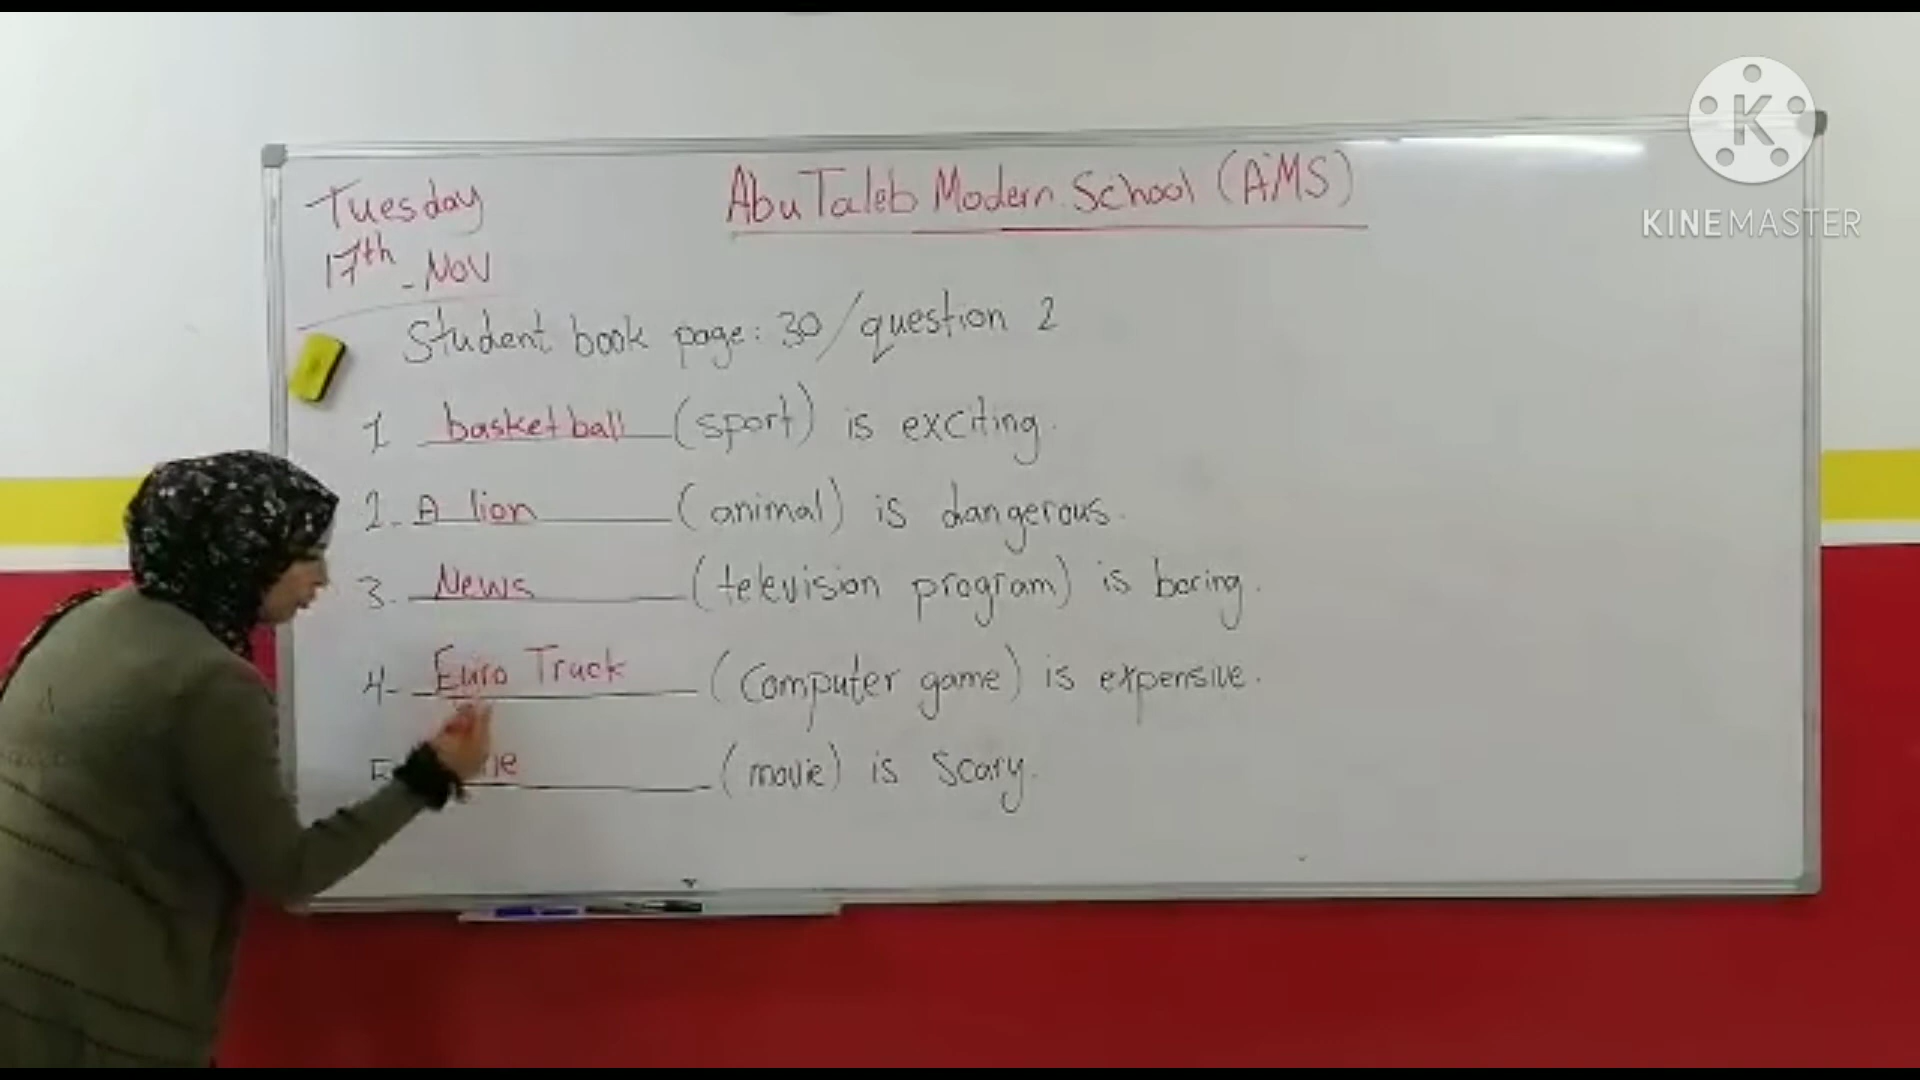 Tuesday
17th - Nov
Abu Taleb Modern School (AMS)
Student book page: 30/question 2
1 basketball (sport) is exciting.
2- A lion (animal) is dangerous.
3- News (television program) is boring.
4- Euro Truck (computer game) is expensive.
5- (movie) is scary.
KINEMASTER